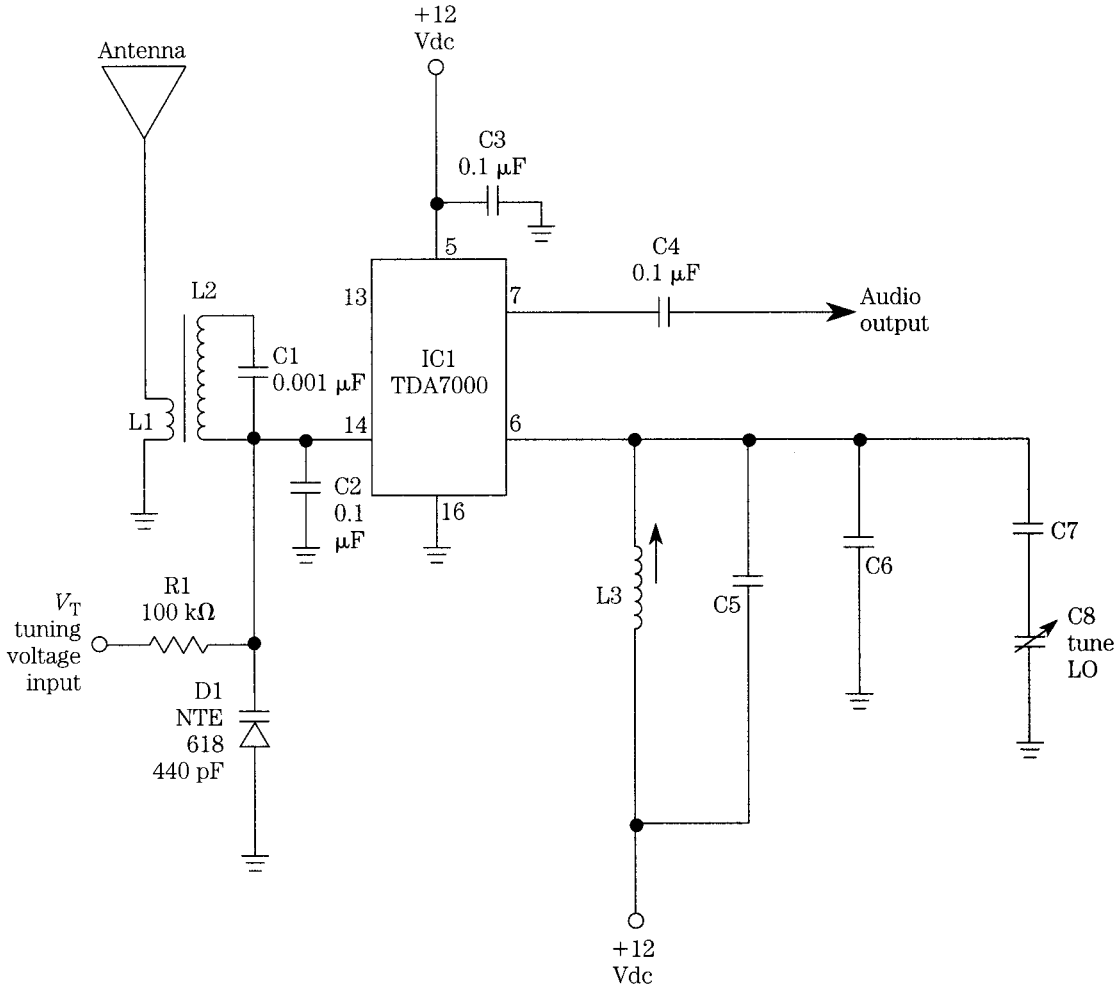 +12
Vdc
Antenna
C3
0.1 μF
5
C4
0.1 μF
L2
13
7
Audio
output
C1
0.001 μF
IC1
TDA7000
L1
14
6
C2
0.1
μF
16
C7
C6
R1
100 kΩ
L3
C5
C8
tune
LO
VT
tuning
voltage
input
D1
NTE
618
440 pF
+12
Vdc